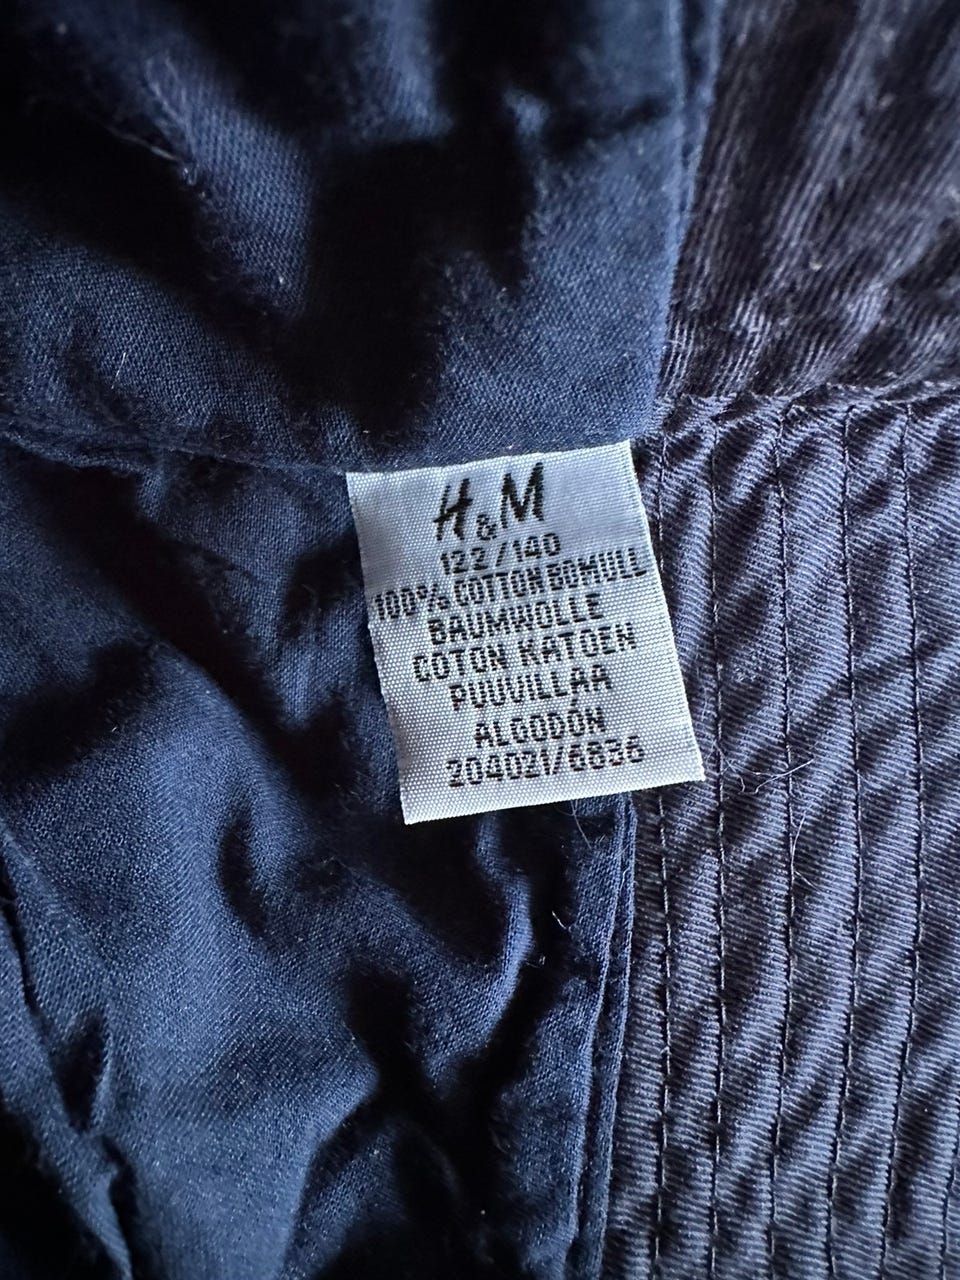 H&M
122/140
100% COTTON BOMULL
BAUMWOLLE
COTON KATOEN
PUUVILLAA
ALGODÓN
204021/6836